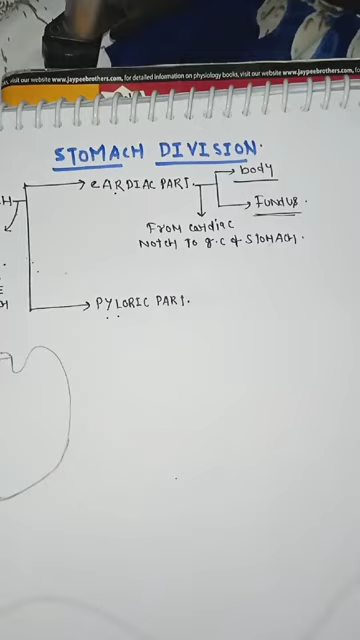 visit our website www.jaypeebrothers.com, for detailed information on physiology books, visit our website www.jaypeebrothers.com, fo
STOMACH DIVISION.
CARDIAC PART.
body
FUNDUS.
FROM cardiac
NOTCH TO g.c of STOMACH.
PYLORIC PART.